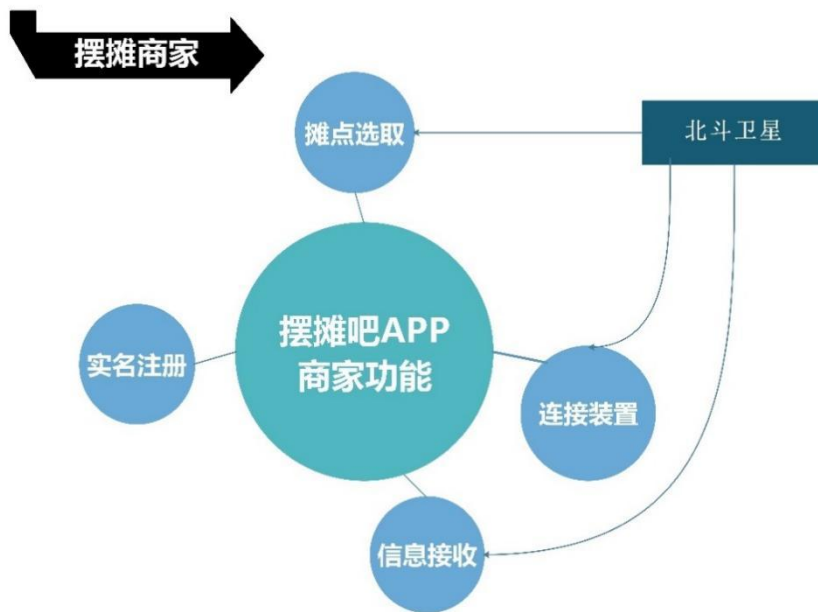 摆摊商家
摊点选取
北斗卫星
摆摊吧APP
商家功能
实名注册
连接装置
信息接收